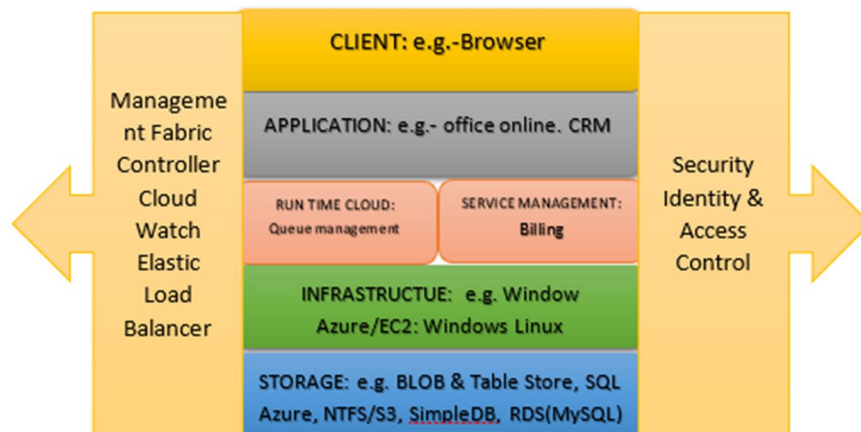 CLIENT: e.g.-Browser
Manageme
nt Fabric
Controller
Cloud
Watch
Elastic
Load
Balancer
APPLICATION: e.g.- office online. CRM
RUN TIME CLOUD:
Queue management
SERVICE MANAGEMENT:
Billing
INFRASTRUCTUE: e.g. Window
Azure/EC2: Windows Linux
STORAGE: e.g. BLOB & Table Store, SQL
Azure, NTFS/S3, SimpleDB, RDS(MySQL)
Security
Identity &
Access
Control